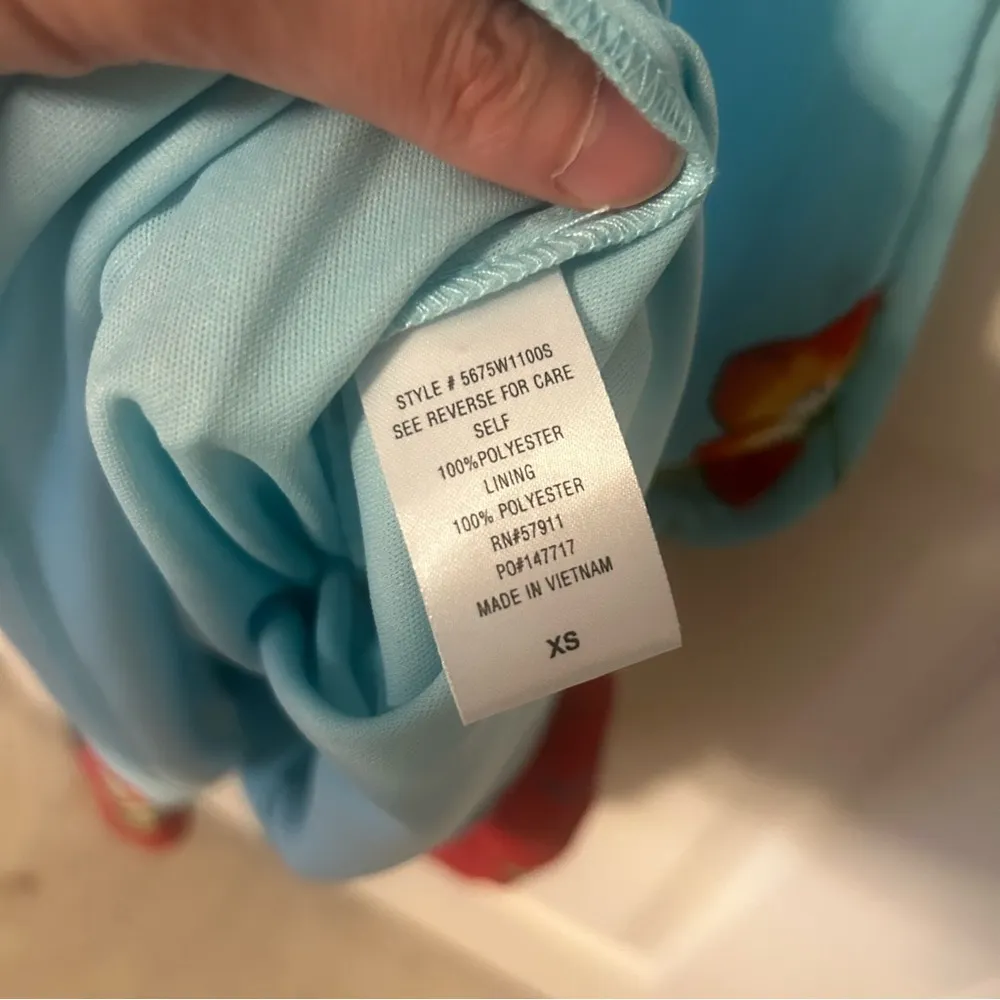 STYLE # 5675W1100S
SEE REVERSE FOR CARE
SELF
100%POLYESTER
LINING
100% POLYESTER
RN#57911
PO#147717
MADE IN VIETNAM
XS